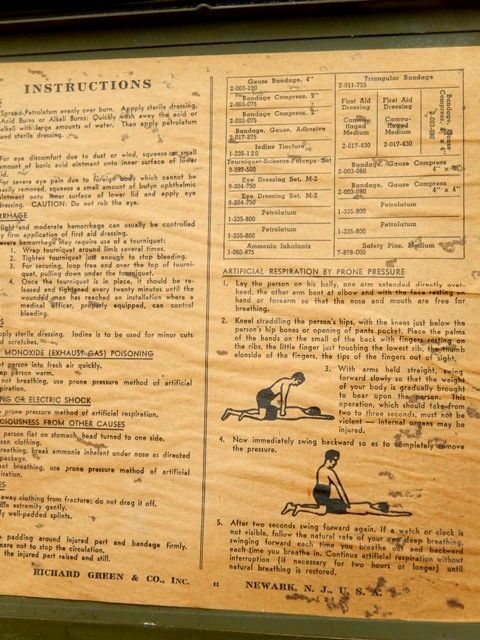 INSTRUCTIONS
Spread Petrolatum evenly over burn. Apply sterile dressing.
Acid Burns or Alkali Burns: Quickly wash away the acid or
alkali with large amounts of water. Then apply petrolatum
and sterile dressing.
For eye discomfort due to dust or wind, squeeze small
amount of boric acid ointment onto inner surface of lower
lid.
For severe eye pain due to foreign body which cannot be
easily removed, squeeze a small amount of butyn ophthalmic
ointment onto inner surface of lower lid and apply eye
dressing. CAUTION: Do not rub the eye.
RRHAGE
light and moderate hemorrhage can usually be controlled
by firm application of first aid dressing.
severe hemorrhage may require use of a tourniquet:
1. Wrap tourniquet around limb several times.
2. Tighten tourniquet just enough to stop bleeding.
3. For securing, loop free end over the top of tourni-
quet, pulling down under the tourniquet.
4. Once the tourniquet is in place, it should be re-
leased and tightened every twenty minutes until the
wounded man has reached an installation where a
medical Officer, properly equipped, can control
bleeding.
S
pply sterile dressing. Iodine is to be used for minor cuts
d scratches.
MONOXIDE (EXHAUST GAS) POISONING
t person into fresh air quickly.
ep person warm.
not breathing, use prone pressure method of artificial
piration.
NG OR ELECTRIC SHOCK
prone pressure method of artificial respiration.
CIOUSNESS FROM OTHER CAUSES
person flat on stomach, head turned to one side.
sen clothing.
reathing, break ammonia inhalant under nose as directed
package.
ot breathing, use prone pressure method of artificial
iration.
ES
away clothing from fracture; do not drag it off.
dle extremely gently.
ly well-padded splints.
padding around injured part and bandage firmly.
ere not to stop the circulation.
the injured part raised and still.
RICHARD GREEN & CO., INC.
Gauze Bandage, 4"
2-003-100
Bandage Compress, 2"
2-003-075
Bandage Compress, 2"
2-003-075
Bandage, Gauze, Adhesive
2-017-575
Iodine Tincture
1-235-120
Tourniquet-Scissors-Forceps-Set
9-597-500
Eye Dressing Set, M-2
9-204-750
Eye Dressing Set, M-2
9-204-750
Petrolatum
1-335-800
Petrolatum
1-335-800
Ammonia Inhalants
1-060-875
Triangular Bandage
2-011-755
First Aid
Dressing
Camou-
flaged
Medium
2-017-430
First Aid
Dressing
Camou-
flaged
Medium
2-017-430
Bandage, Gauze
Compress, 4" x 4"
2-003-080
Bandage, Gauze Compress
2-003-080 4" x 4"
Bandage, Gauze Compress
2-003-080 4" x 4"
Petrolatum
1-335-800
Petrolatum
1-335-800
Safety Pins, Medium
7-878-000
ARTIFICIAL RESPIRATION BY PRONE PRESSURE
1. Lay the person on his belly, one arm extended directly over-
head, the other arm bent at elbow and with the face resting on
hand or forearm so that the nose and mouth are free for
breathing.
2. Kneel straddling the person's hips, with the knees just below the
person's hip bones or opening of pants pocket. Place the palms
of the hands on the small of the back with fingers resting on
the ribs, the little finger just touching the lowest rib, the thumb
alongside of the fingers, the tips of the fingers out of sight.
3. With arms held straight, swing
forward slowly so that the weight
of your body is gradually brought
to bear upon the person. This
operation, which should take from
two to three seconds, must not be
violent — internal organs may be
injured.
4. Now immediately swing backward so as to completely remove
the pressure.
5. After two seconds swing forward again. If a watch or clock is
not visible, follow the natural rate of your own deep breathing,
swinging forward each time you breathe out and backward
each time you breathe in. Continue artificial respiration without
interruption (if necessary for two hours or longer) until
natural breathing is restored.
NEWARK, N. J., U. S. A.